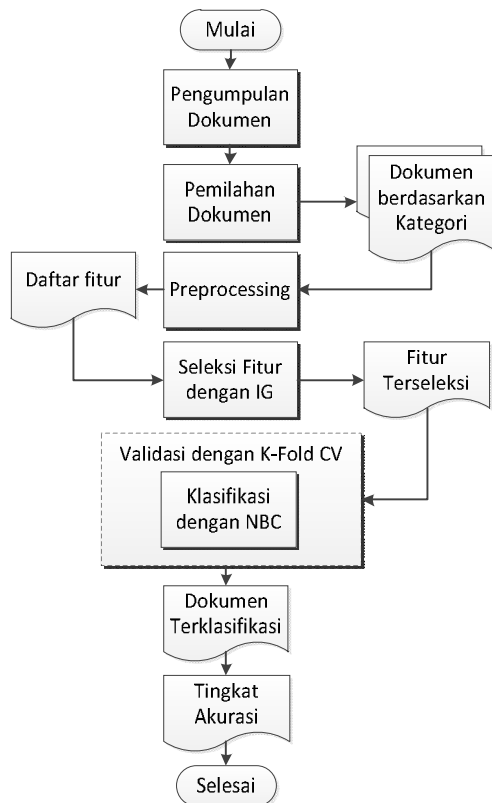 Mulai
Pengumpulan
Dokumen
Pemilahan
Dokumen
Dokumen
berdasarkan
Kategori
Daftar fitur
Preprocessing
Seleksi Fitur
dengan IG
Fitur
Terseleksi
Validasi dengan K-Fold CV
Klasifikasi
dengan NBC
Dokumen
Terklasifikasi
Tingkat
Akurasi
Selesai